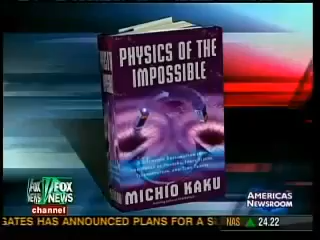 PHYSICS OF THE
IMPOSSIBLE
MICHIO KAKU
FOX
NEWS
FOX
NEWS
channel
AMERICA'S
NEWSROOM
GATES HAS ANNOUNCED PLANS FOR A S
NAS ▲ 24.22